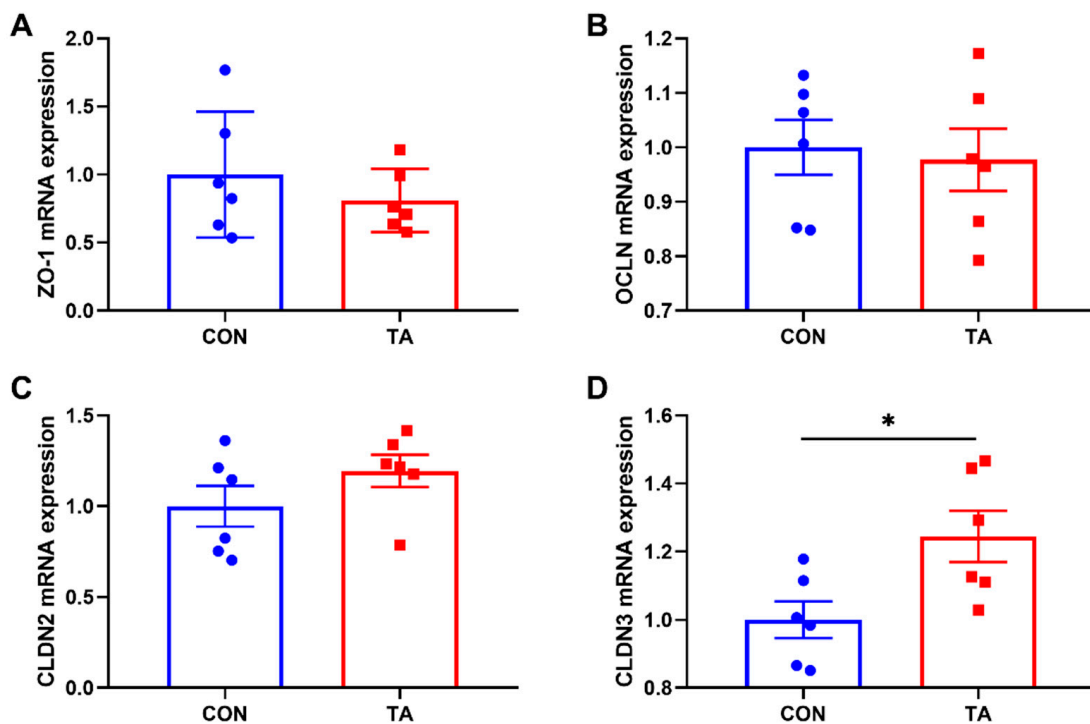 A
ZO-1 mRNA expression
2.0
1.5
1.0
0.5
0.0
CON TA
B
OCLN mRNA expression
1.2
1.1
1.0
0.9
0.8
0.7
CON TA
C
CLDN2 mRNA expression
1.5
1.0
0.5
0.0
CON TA
D
CLDN3 mRNA expression
1.6
1.4
1.2
1.0
0.8
*
CON TA